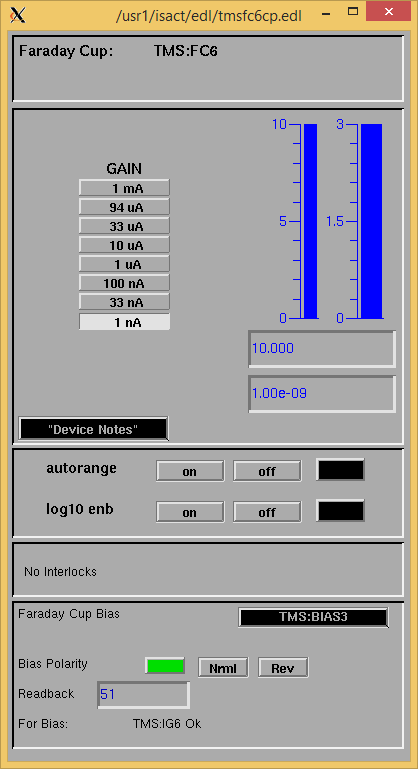 /usr1/isact/edl/tmsfc6cp.edl
Faraday Cup: TMS:FC6
GAIN
1 mA
94 uA
33 uA
10 uA
1 uA
100 nA
33 nA
1 nA
10 3
5 1.5
0 0
10.000
1.00e-09
"Device Notes"
autorange on off
log10 enb on off
No Interlocks
Faraday Cup Bias TMS:BIAS3
Bias Polarity Nrml Rev
Readback 51
For Bias: TMS:IG6 Ok